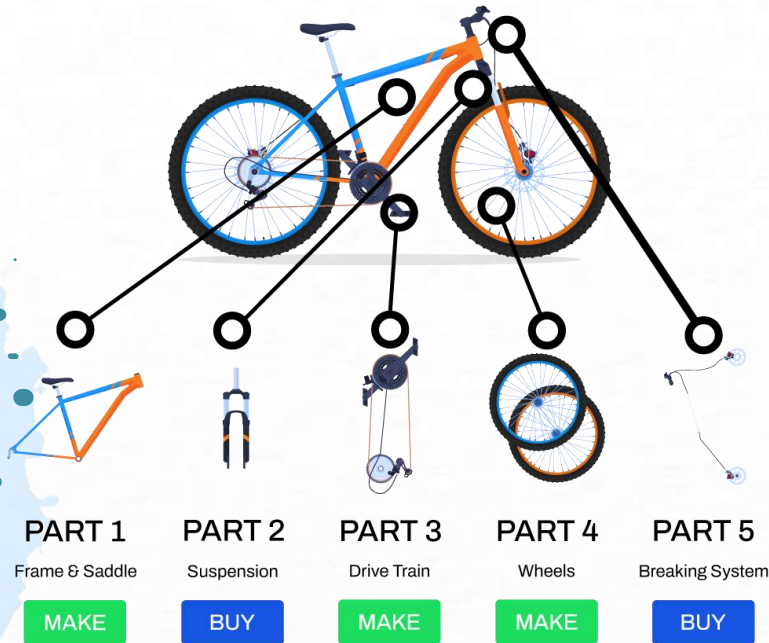 PART 1
PART 2
PART 3
PART 4
PART 5
Frame & Saddle
Suspension
Drive Train
Wheels
Breaking System
MAKE
BUY
MAKE
MAKE
BUY